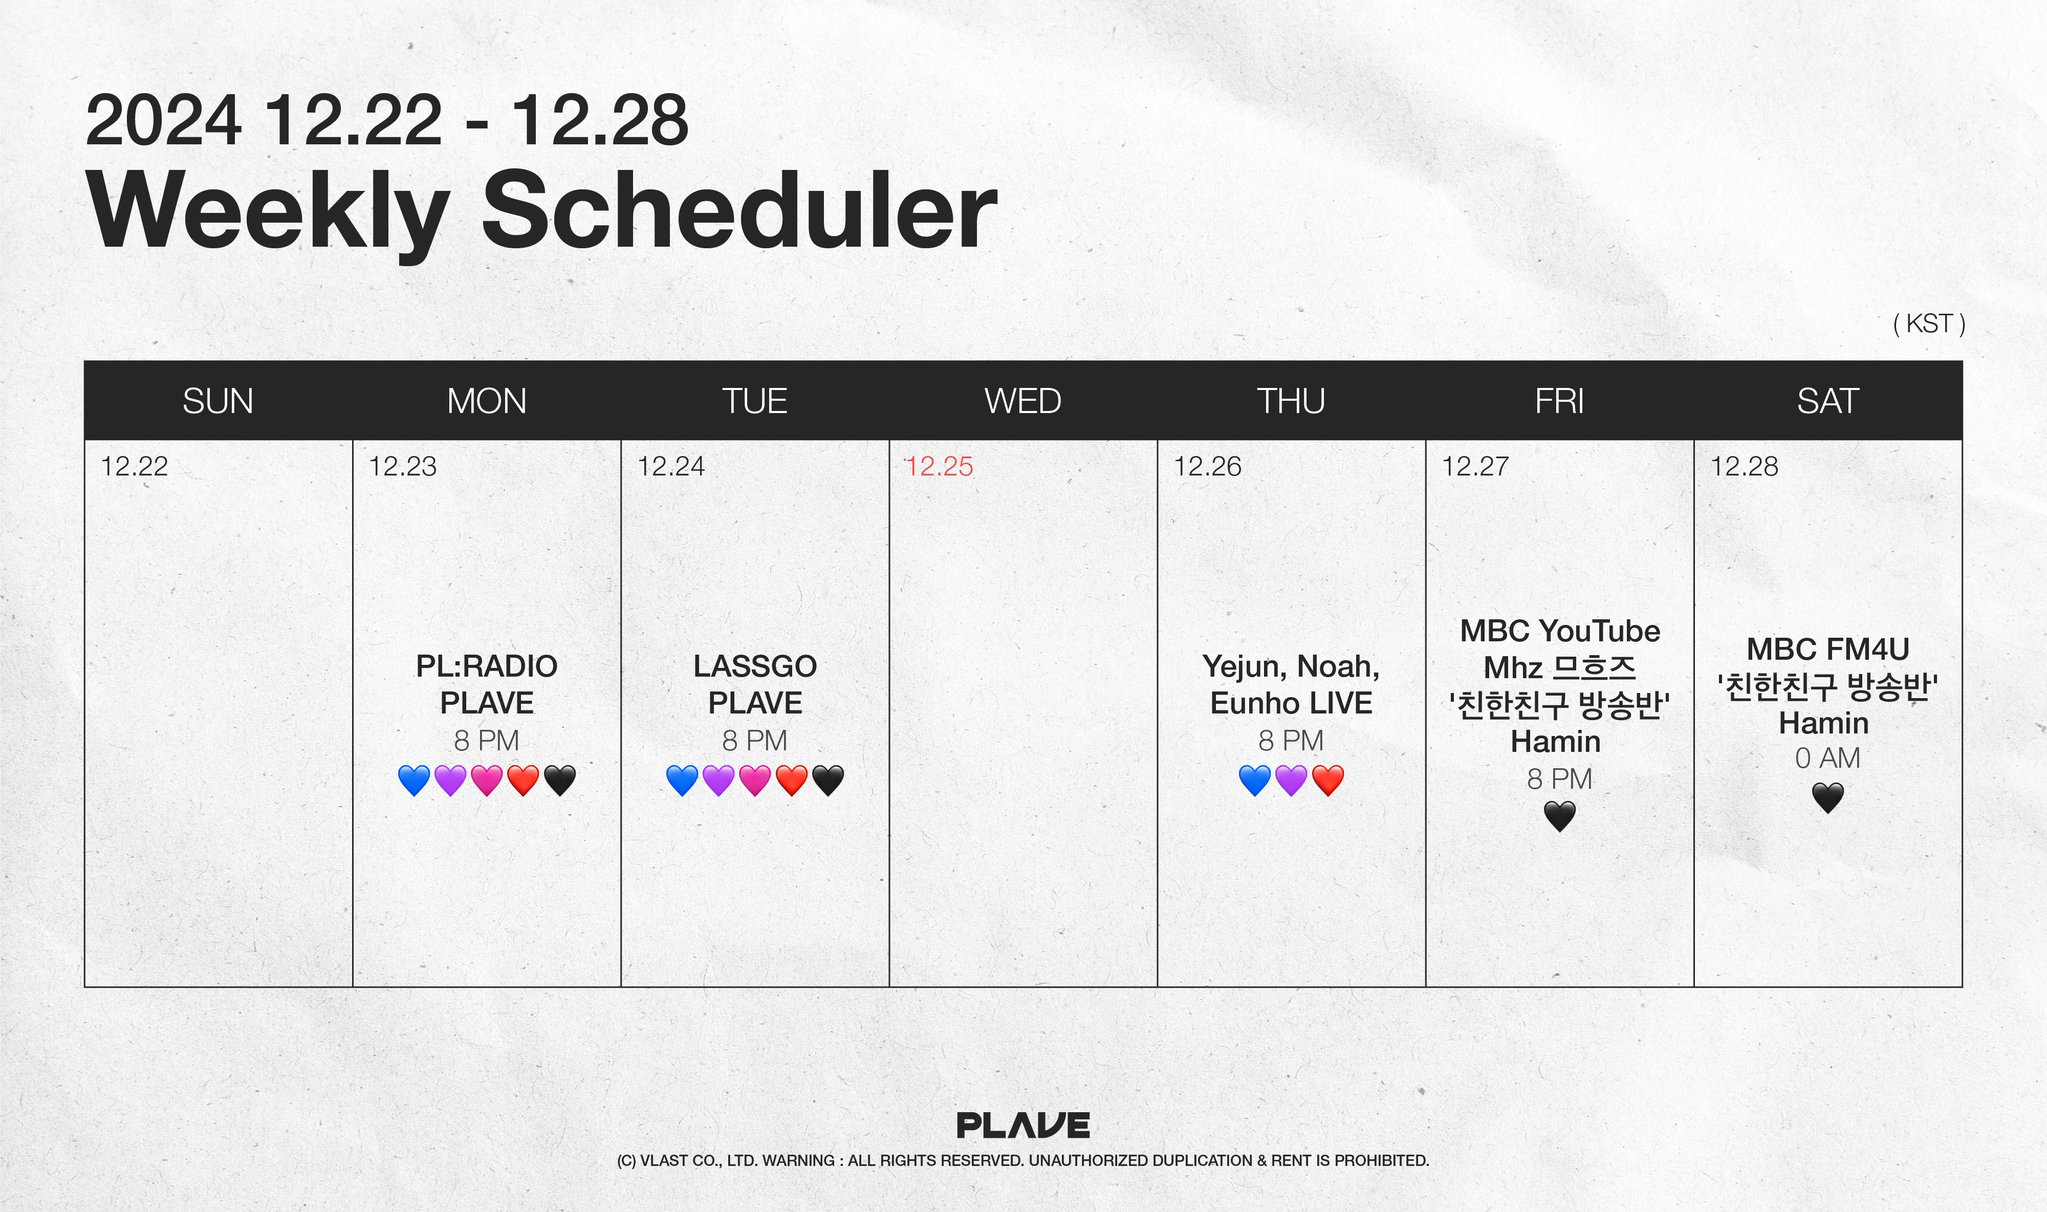 2024 12.22 - 12.28
Weekly Scheduler
( KST )
SUN MON TUE WED THU FRI SAT
12.22 12.23 12.24 12.25 12.26 12.27 12.28
PL:RADIO
PLAVE
8 PM
💙💜🩷❤️🖤
LASSGO
PLAVE
8 PM
💙💜🩷❤️🖤
Yejun, Noah,
Eunho LIVE
8 PM
💙💜❤️
MBC YouTube
Mhz 므흐즈
'친한친구 방송반'
Hamin
8 PM
🖤
MBC FM4U
'친한친구 방송반'
Hamin
0 AM
🖤
PLAVE
(C) VLAST CO., LTD. WARNING : ALL RIGHTS RESERVED. UNAUTHORIZED DUPLICATION & RENT IS PROHIBITED.